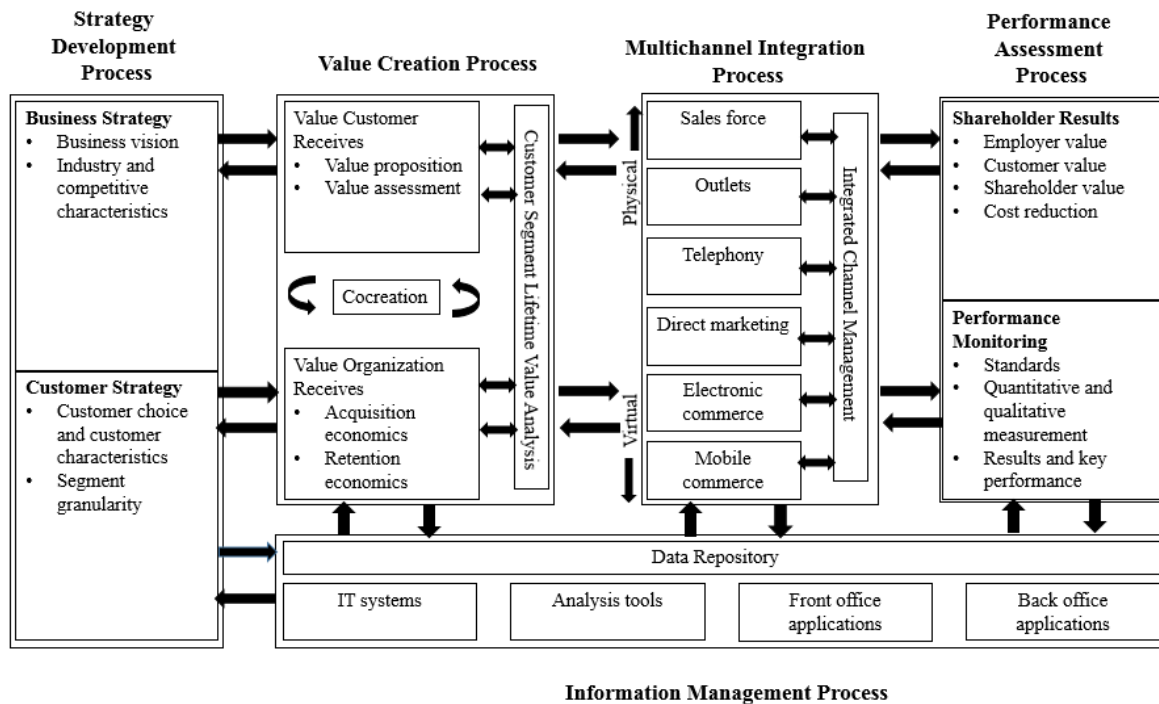 Strategy
Development
Process
Business Strategy
• Business vision
• Industry and
competitive
characteristics
Customer Strategy
• Customer choice
and customer
characteristics
• Segment
granularity
Value Creation Process
Value Customer
Receives
• Value proposition
• Value assessment
Cocreation
Value Organization
Receives
• Acquisition
economics
• Retention
economics
Customer Segment Lifetime Value Analysis
Multichannel Integration
Process
Physical
Virtual
Sales force
Outlets
Telephony
Direct marketing
Electronic
commerce
Mobile
commerce
Integrated Channel Management
Performance
Assessment
Process
Shareholder Results
• Employer value
• Customer value
• Shareholder value
• Cost reduction
Performance
Monitoring
• Standards
• Quantitative and
qualitative
measurement
• Results and key
performance
Data Repository
IT systems
Analysis tools
Front office
applications
Back office
applications
Information Management Process